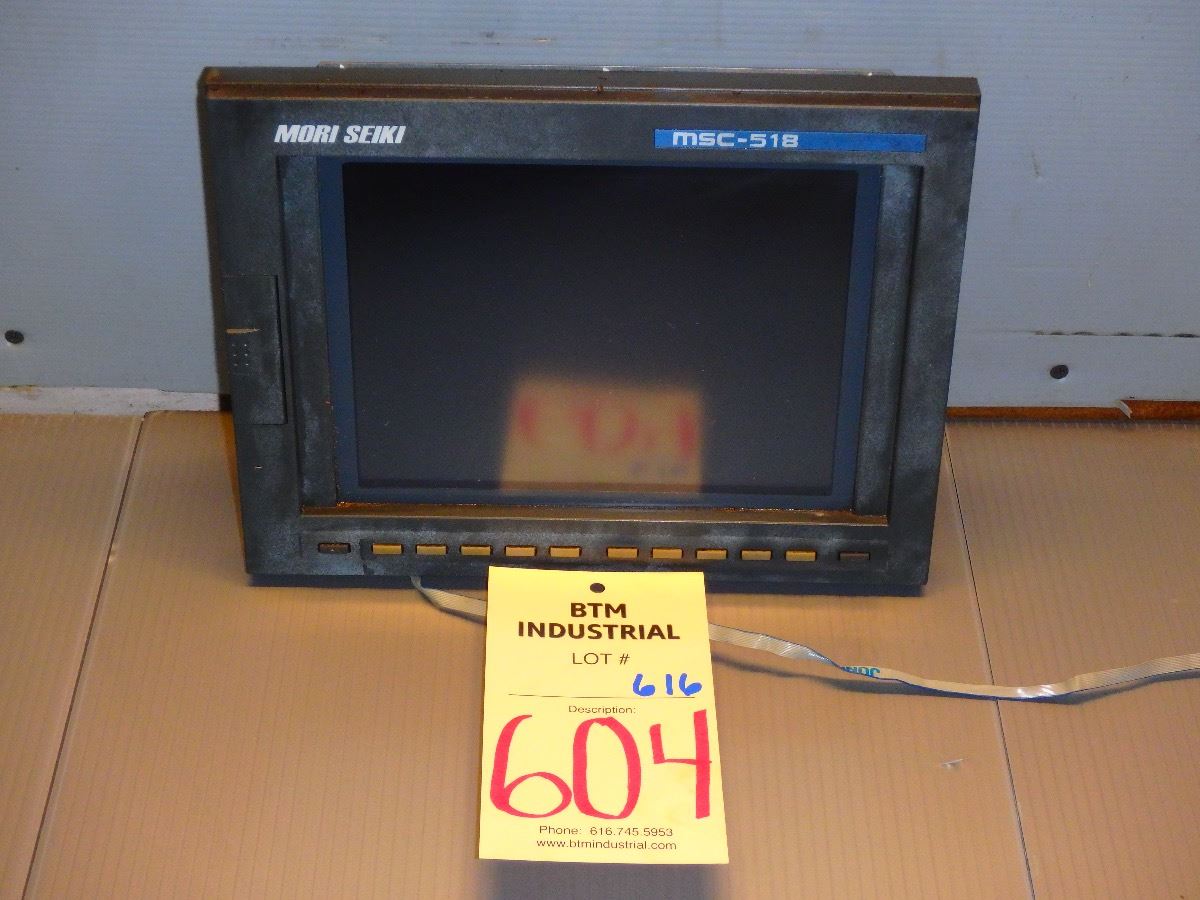 MORI SEIKI
MSC-518
BTM
INDUSTRIAL
LOT #
616
Description:
604
Phone: 616.745.5953
www.btmindustrial.com